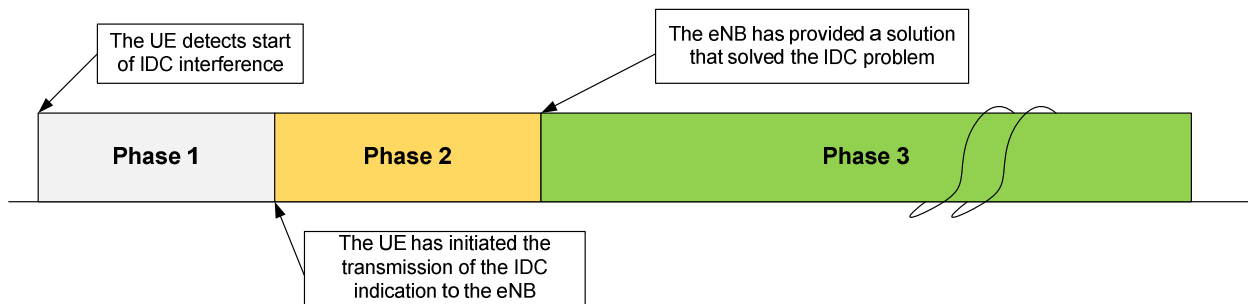 The UE detects start
of IDC interference
The eNB has provided a solution
that solved the IDC problem
Phase 1
Phase 2
Phase 3
The UE has initiated the
transmission of the IDC
indication to the eNB